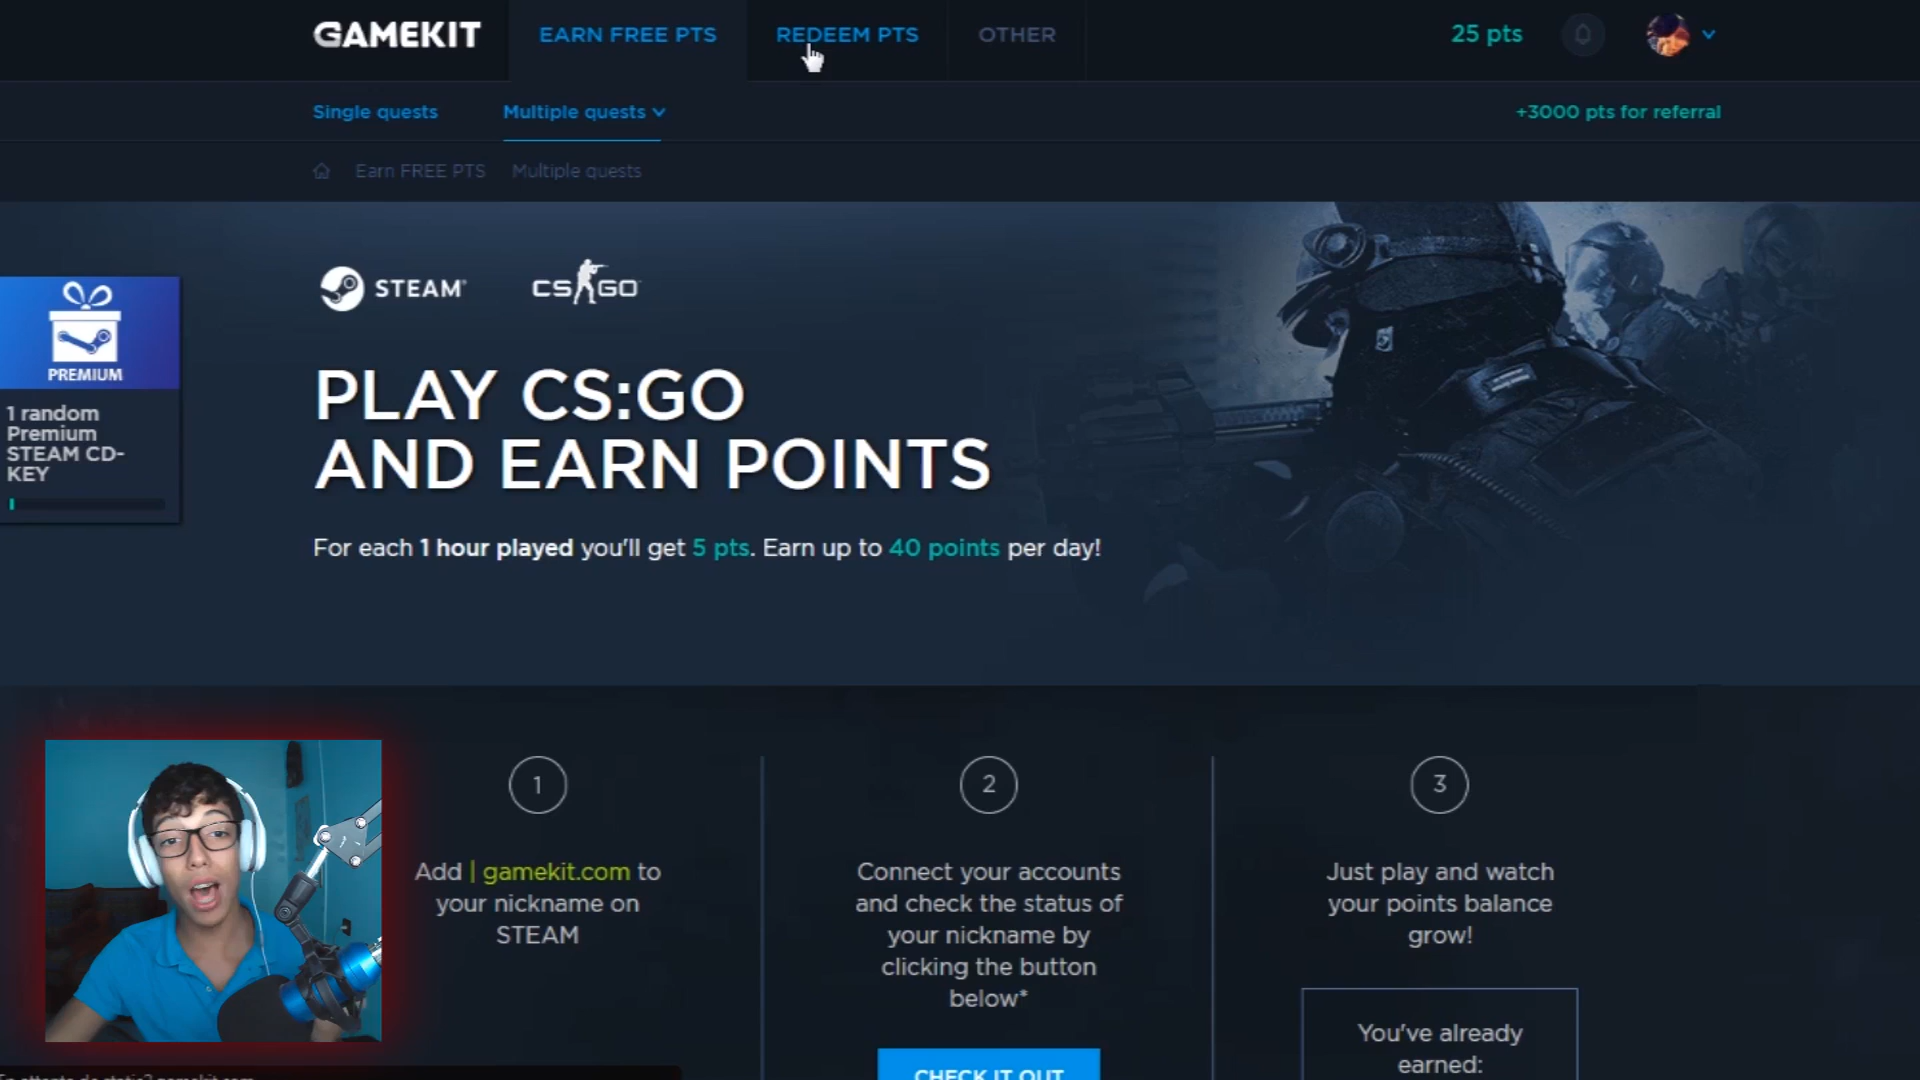 GAMEKIT
EARN FREE PTS
REDEEM PTS
OTHER
25 pts
Single quests
Multiple quests
+3000 pts for referral
Earn FREE PTS
Multiple quests
STEAM
CS GO
PREMIUM
1 random
Premium
STEAM CD-
KEY
PLAY CS:GO
AND EARN POINTS
For each 1 hour played you'll get 5 pts. Earn up to 40 points per day!
1
Add | gamekit.com to
your nickname on
STEAM
2
Connect your accounts
and check the status of
your nickname by
clicking the button
below*
CHECK IT OUT
3
Just play and watch
your points balance
grow!
You've already
earned: